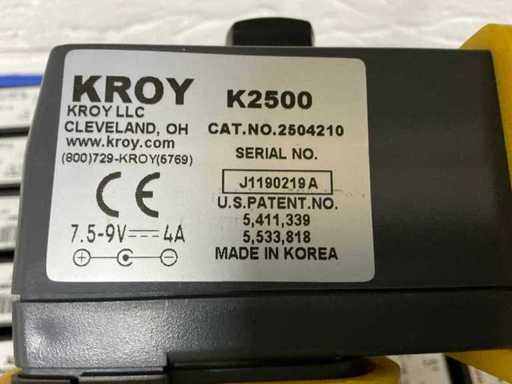 KROY
KROY LLC
CLEVELAND, OH
www.kroy.com
(800)729-KROY(5769)
CE
7.5-9V⎓4A
K2500
CAT.NO.2504210
SERIAL NO.
J1190219A
U.S.PATENT.NO.
5,411,339
5,533,818
MADE IN KOREA